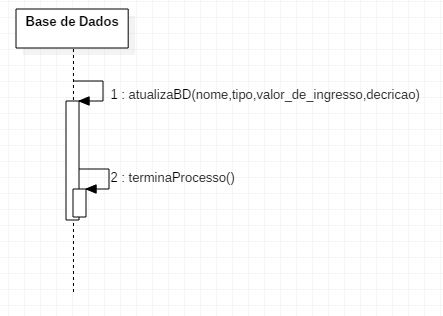 Base de Dados
1 : atualizaBD(nome,tipo,valor_de_ingresso,decricao)
2 : terminaProcesso()